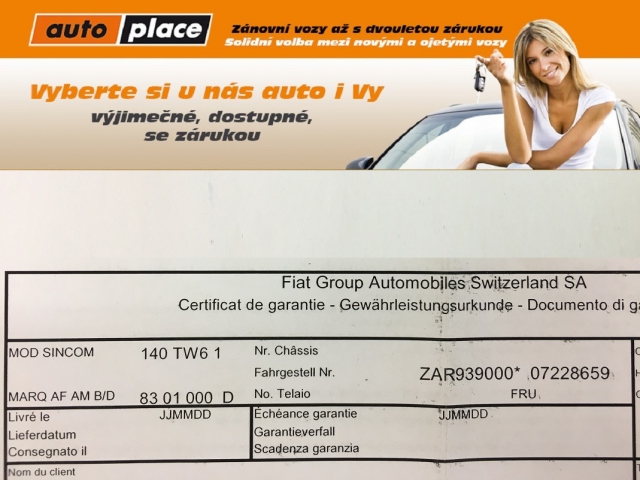 auto place
Zánovní vozy až s dvouletou zárukou
Solidní volba mezi novými a ojetými vozy
Vyberte si u nás auto i Vy
výjimečné, dostupné,
se zárukou
Fiat Group Automobiles Switzerland SA
Certificat de garantie - Gewährleistungsurkunde - Documento di
MOD SINCOM 140 TW6 1 Nr. Châssis
Fahrgestell Nr. ZAR939000* 07228659
MARQ AF AM B/D 83 01 000 D No. Telaio FRU
Livré le JJMMDD Échéance garantie JJMMDD
Lieferdatum Garantieverfall
Consegnato il Scadenza garanzia
Nom du client